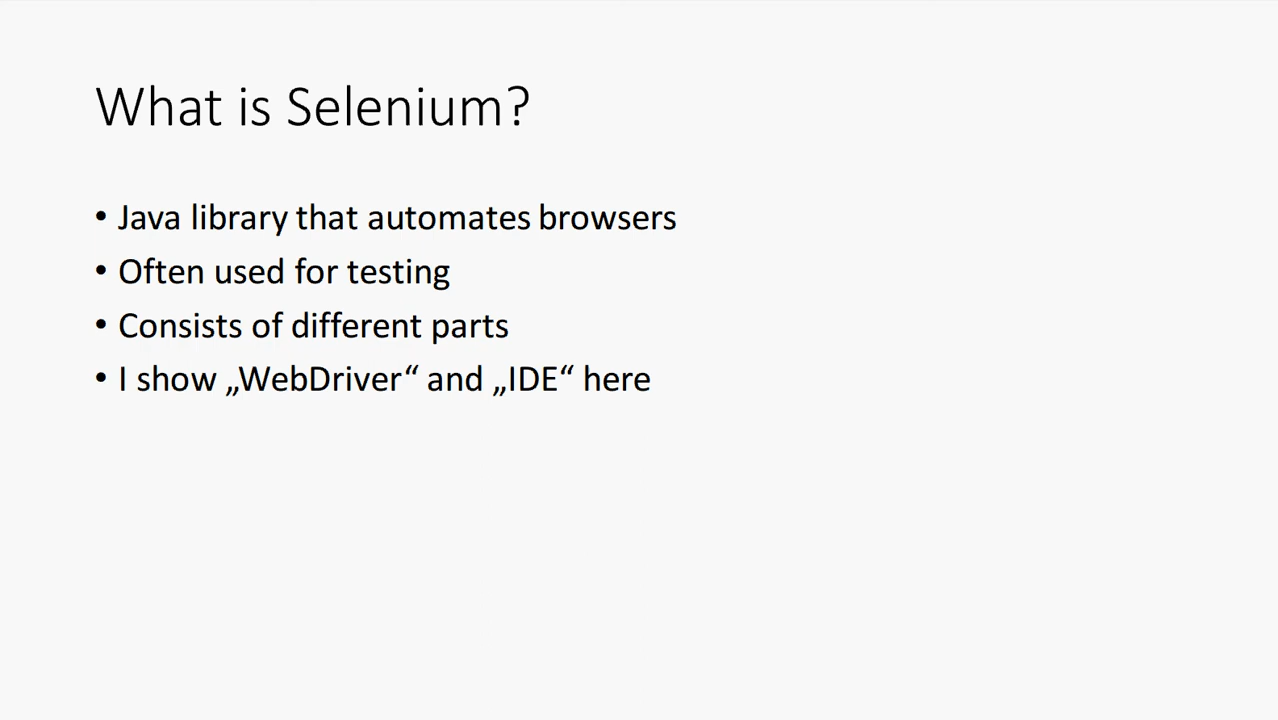 What is Selenium?
• Java library that automates browsers
• Often used for testing
• Consists of different parts
• I show „WebDriver“ and „IDE“ here